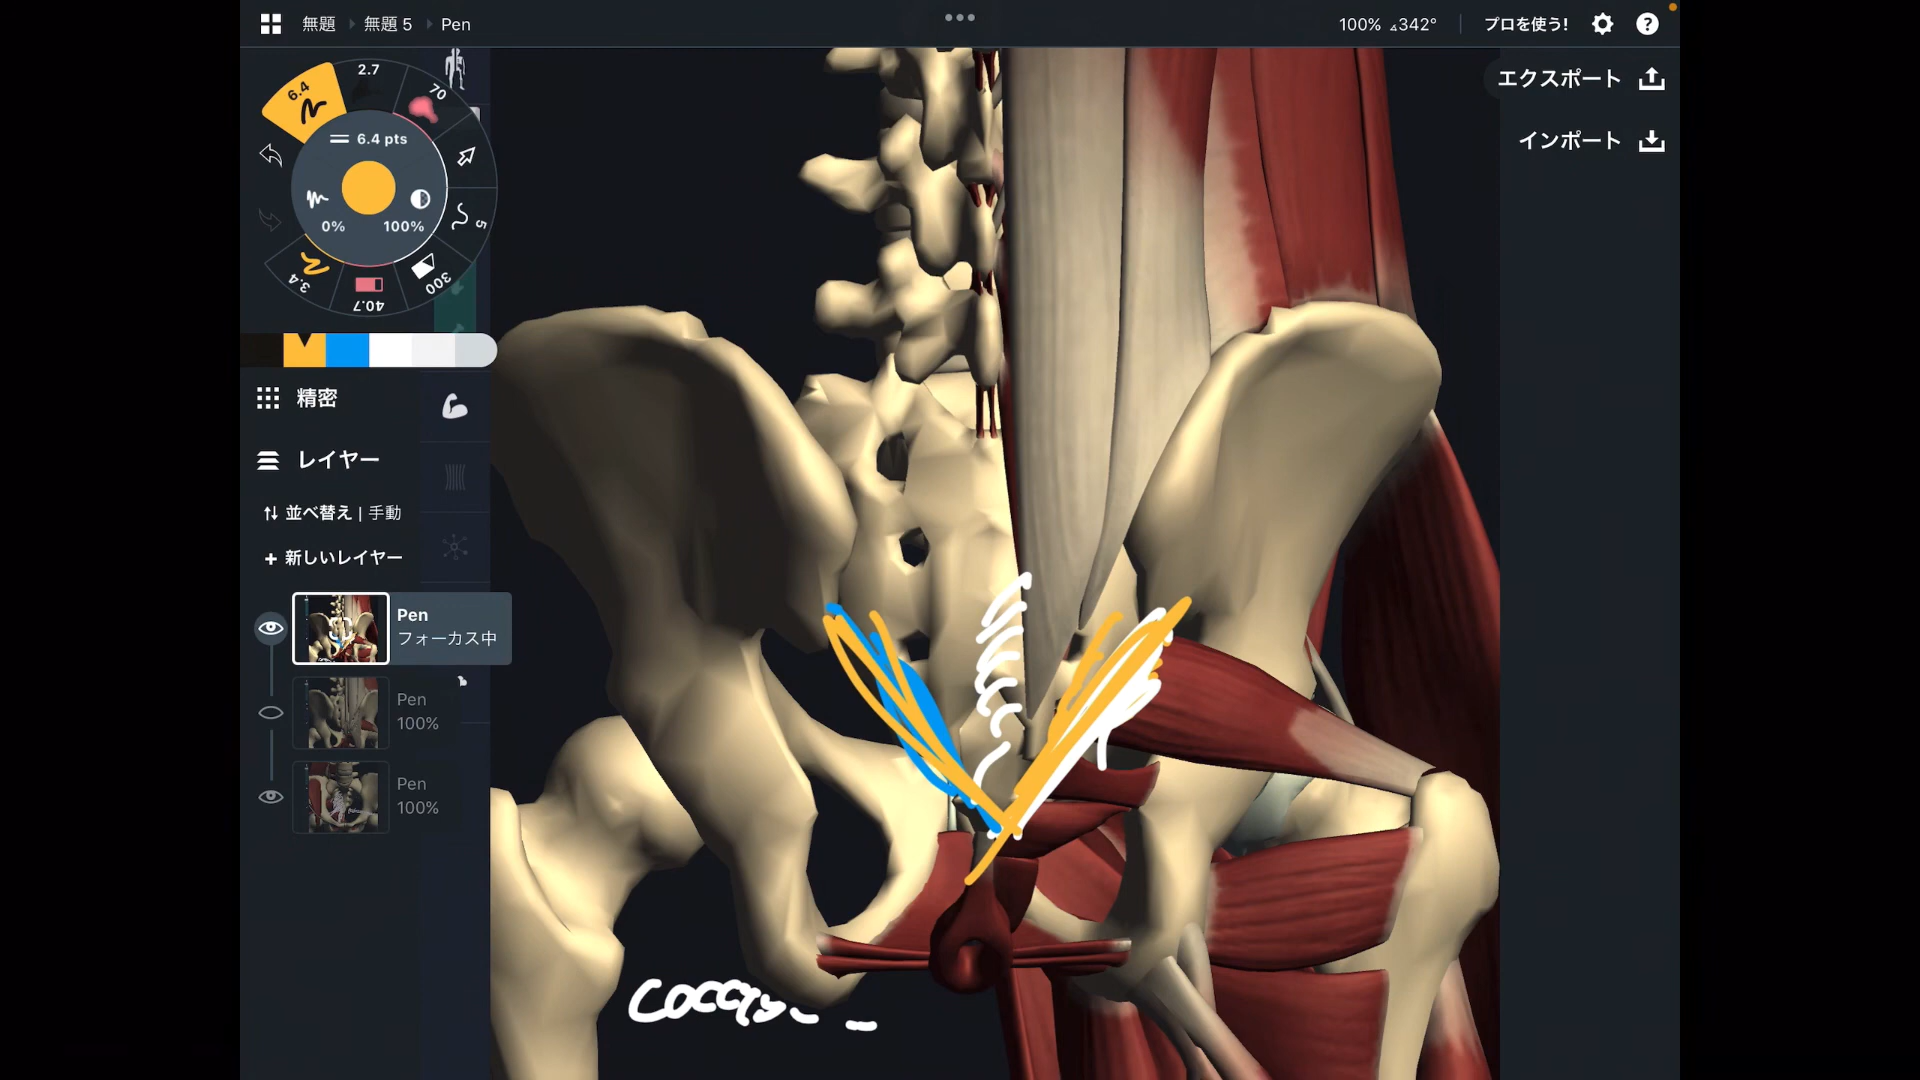 無題 無題 5 Pen
100% ⊿342°
プロを使う!
エクスポート
インポート
6.4
2.7
70
6.4 pts
0%
100%
5
300
40.7
3.4
精密
レイヤー
並べ替え | 手動
+ 新しいレイヤー
Pen
フォーカス中
Pen
100%
Pen
100%